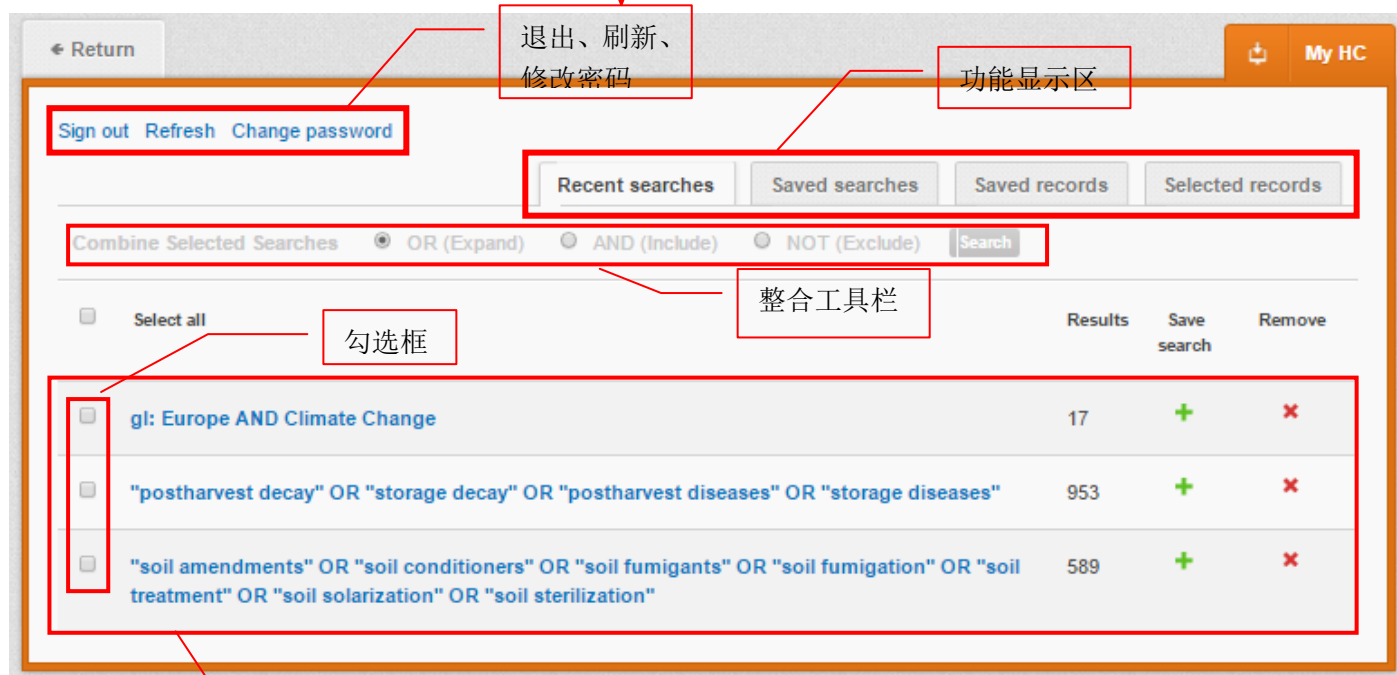 退出、刷新、
修改密码
← Return
功能显示区
My HC
Sign out Refresh Change password
Recent searches Saved searches Saved records Selected records
Combine Selected Searches OR (Expand) AND (Include) NOT (Exclude) Search
整合工具栏
Select all Results Save search Remove
勾选框
gl: Europe AND Climate Change 17
"postharvest decay" OR "storage decay" OR "postharvest diseases" OR "storage diseases" 953
"soil amendments" OR "soil conditioners" OR "soil fumigants" OR "soil fumigation" OR "soil 589
treatment" OR "soil solarization" OR "soil sterilization"